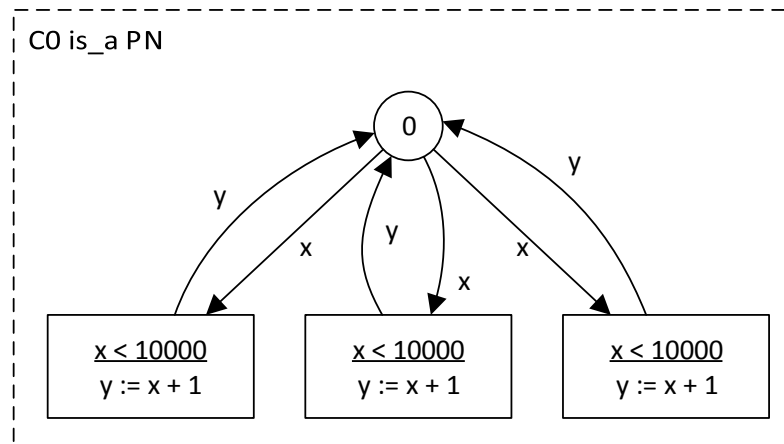 C0 is_a PN
0
y
y
y
x
x
x
x < 10000
y := x + 1
x < 10000
y := x + 1
x < 10000
y := x + 1